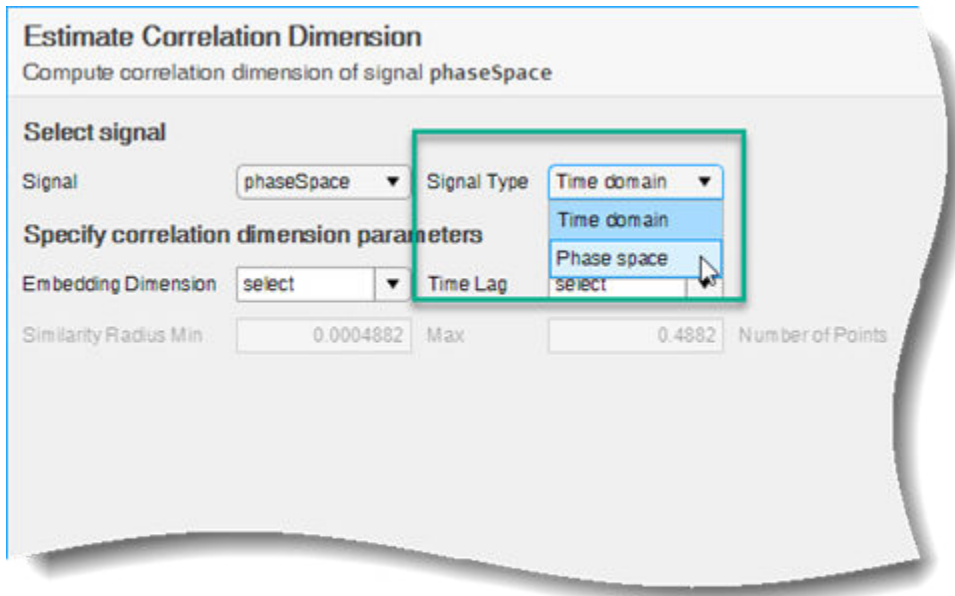 Estimate Correlation Dimension
Compute correlation dimension of signal phaseSpace
Select signal
Signal phaseSpace Signal Type Time domain
Time domain
Specify correlation dimension parameters
Phase space
Embedding Dimension select Time Lag select
Similarity Radius Min 0.0004882 Max 0.4882 Number of Points